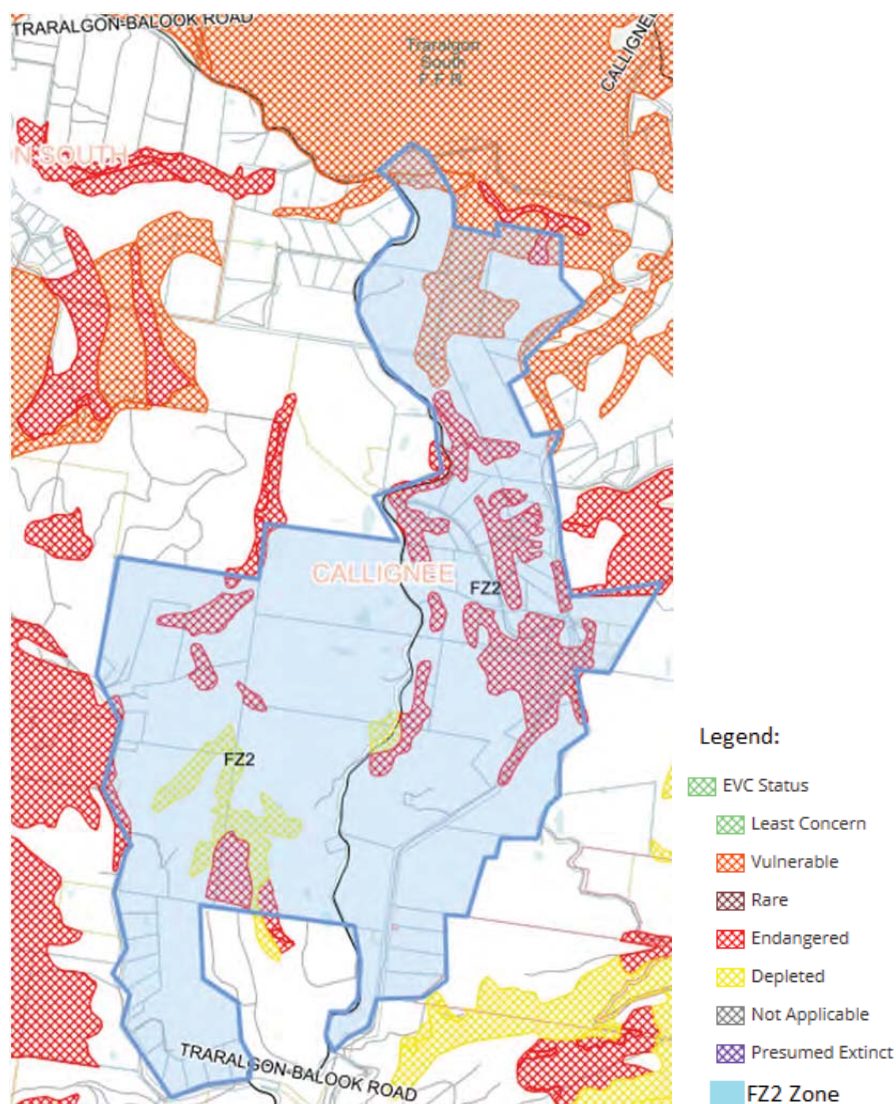 TRARALGON-BALOOK ROAD
Traralgon
South
F.F.R.
CALLIGNE
N SOUTH
CALLIGNEE
FZ2
FZ2
TRARALGON-BALOOK ROAD
Legend:
EVC Status
Least Concern
Vulnerable
Rare
Endangered
Depleted
Not Applicable
Presumed Extinct
FZ2 Zone